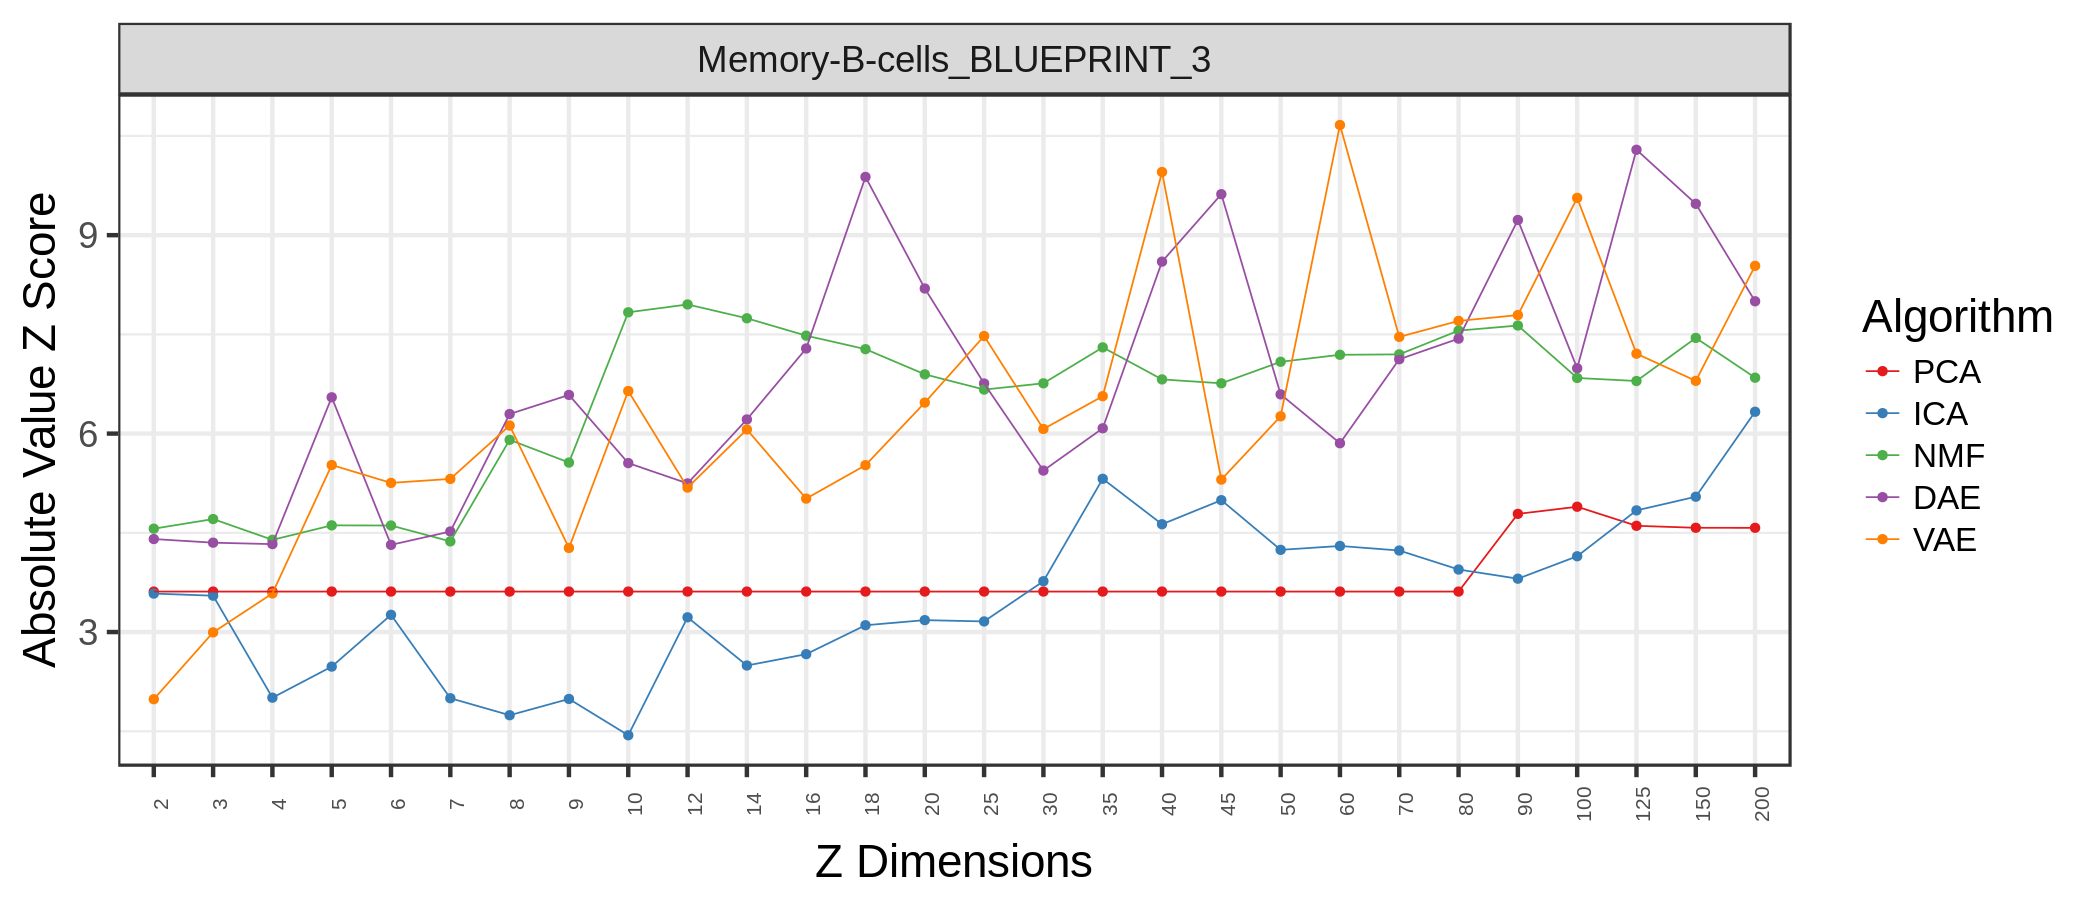 Memory-B-cells_BLUEPRINT_3
Absolute Value Z Score
9
6
3
2 3 4 5 6 7 8 9 10 12 14 16 18 20 25 30 35 40 45 50 60 70 80 90 100 125 150 200
Z Dimensions
Algorithm
PCA
ICA
NMF
DAE
VAE